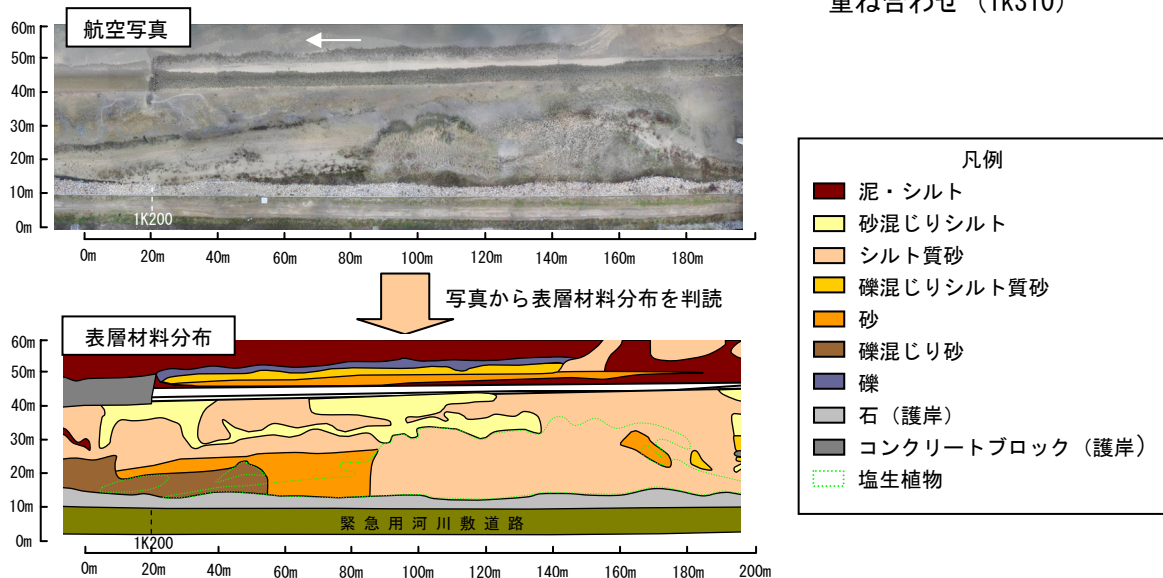 重ね合わせ（1k310）
航空写真
60m
50m
40m
30m
20m
10m
0m
1K200
0m 20m 40m 60m 80m 100m 120m 140m 160m 180m
写真から表層材料分布を判読
表層材料分布
60m
50m
40m
30m
20m
10m
0m
緊急用河川敷道路
1K200
0m 20m 40m 60m 80m 100m 120m 140m 160m 180m 200m
凡例
泥・シルト
砂混じりシルト
シルト質砂
礫混じりシルト質砂
砂
礫混じり砂
礫
石（護岸）
コンクリートブロック（護岸）
塩生植物